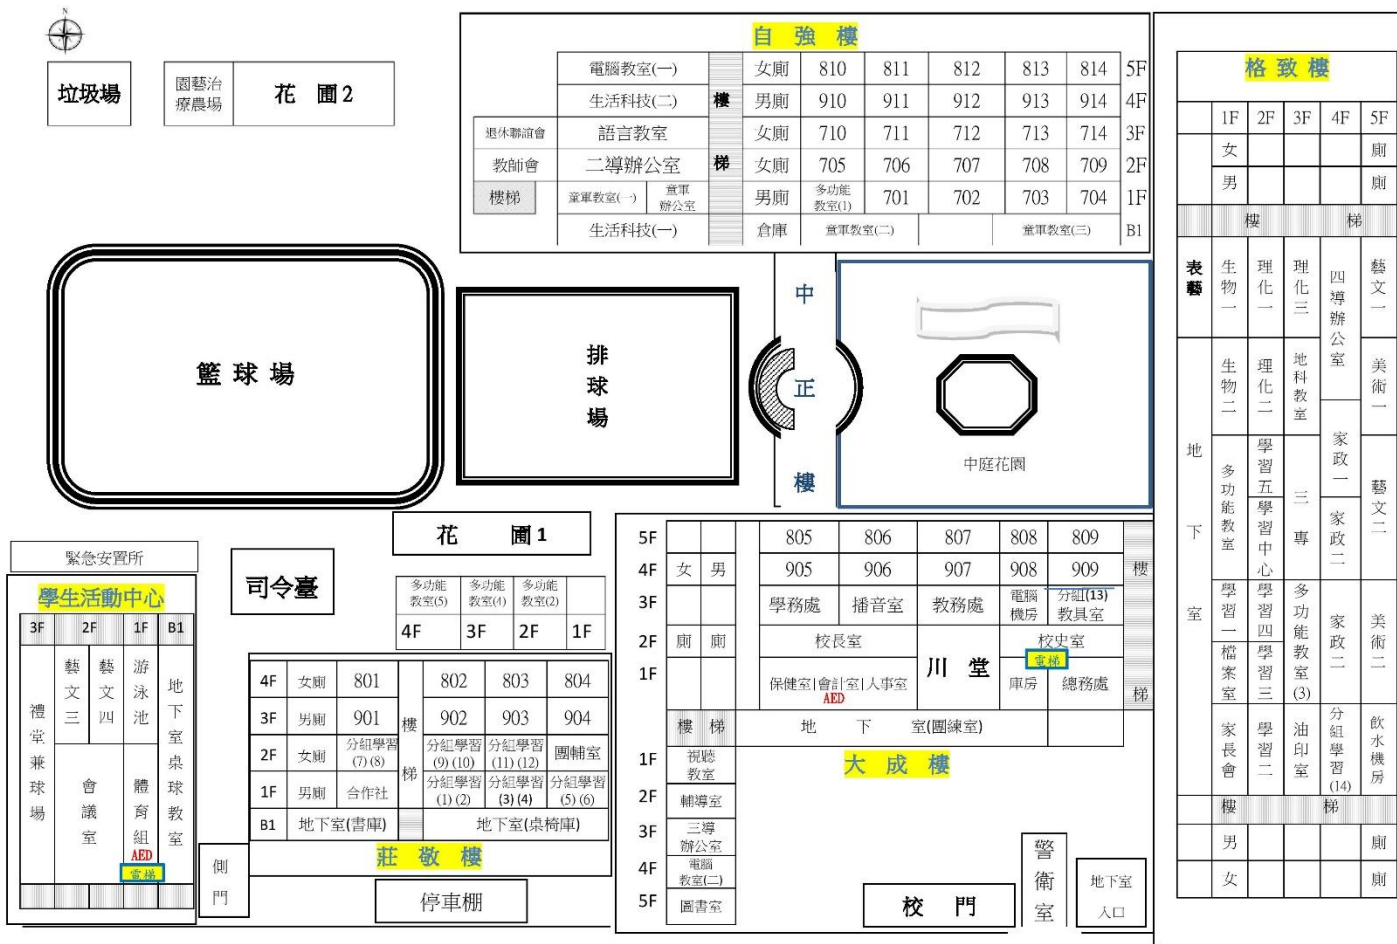 N
垃圾場
園藝治療農場
花 圃2
自 強 樓
電腦教室(一) 女廁 810 811 812 813 814 5F
生活科技(二) 樓 男廁 910 911 912 913 914 4F
退休聯誼會 語言教室 女廁 710 711 712 713 714 3F
教師會 二導辦公室 梯 女廁 705 706 707 708 709 2F
樓梯 童軍教室(一) 童軍辦公室 男廁 多功能教室(1) 701 702 703 704 1F
生活科技(一) 倉庫 童軍教室(二) 童軍教室(三) B1
格 致 樓
1F 2F 3F 4F 5F
女 廁
男 廁
樓 梯
表藝 生物一 理化一 理化三 四導辦公室 藝文一
地下室 生物二 理化二 地科教室 美術一
多功能教室 學習五 學習中心 三專 家政一 家政二 藝文二
學習一 學習四 多功能教室(3) 家政二 美術二
檔案室 學習三
家長會 學習二 油印室 分組學習(14) 飲水機房
樓 梯
男 廁
女 廁
籃 球 場
排球場
中正樓
中庭花園
花 圃1
司令臺
緊急安置所
學生活動中心
3F 2F 1F B1
禮堂兼球場 藝文三 藝文四 游泳池 地下室桌球教室
會議室 體育組
AED
電梯
側門
多功能教室(5) 多功能教室(4) 多功能教室(2)
4F 3F 2F 1F
4F 女廁 801 802 803 804
3F 男廁 901 樓 902 903 904
2F 女廁 分組學習(7) (8) 梯 分組學習(9) (10) 分組學習(11) (12) 團輔室
1F 男廁 合作社 分組學習(1) (2) 分組學習(3) (4) 分組學習(5) (6)
B1 地下室(書庫) 地下室(桌椅庫)
莊 敬 樓
停車棚
5F 805 806 807 808 809
4F 女 男 905 906 907 908 909 樓
3F 學務處 播音室 教務處 電腦機房 分組(13)教具室
2F 廁 廁 校長室 川 堂 校史室
電梯
1F 保健室|會計室|人事室 庫房 總務處 梯
AED
樓 梯 地 下 室(團練室)
大 成 樓
1F 視聽教室
2F 輔導室
3F 三導辦公室
4F 電腦教室(二)
5F 圖書室
校 門
警衛室
地下室入口